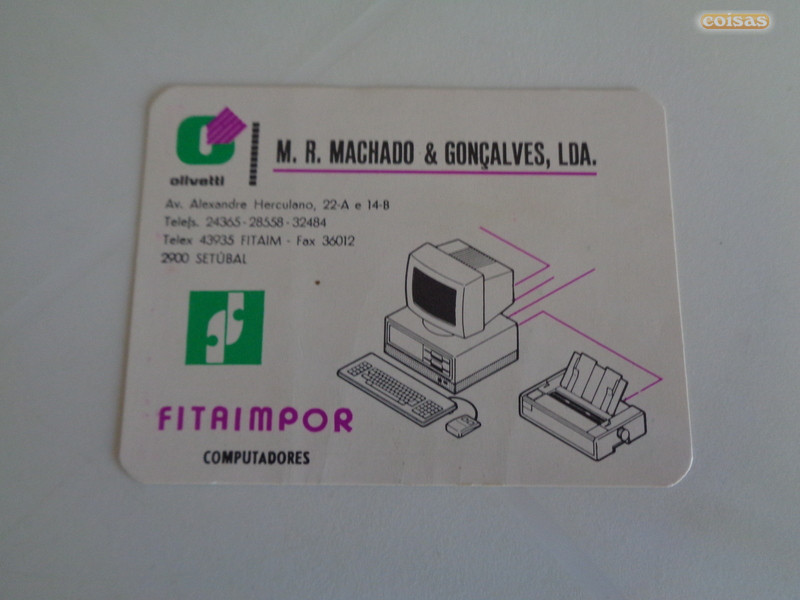 coisas
olivetti
M. R. MACHADO & GONÇALVES, LDA.
Av. Alexandre Herculano, 22-A e 14-B
Telefs. 24365 - 28558 - 32484
Telex 43935 FITAIM - Fax 36012
2900 SETÚBAL
FITAIMPOR
COMPUTADORES